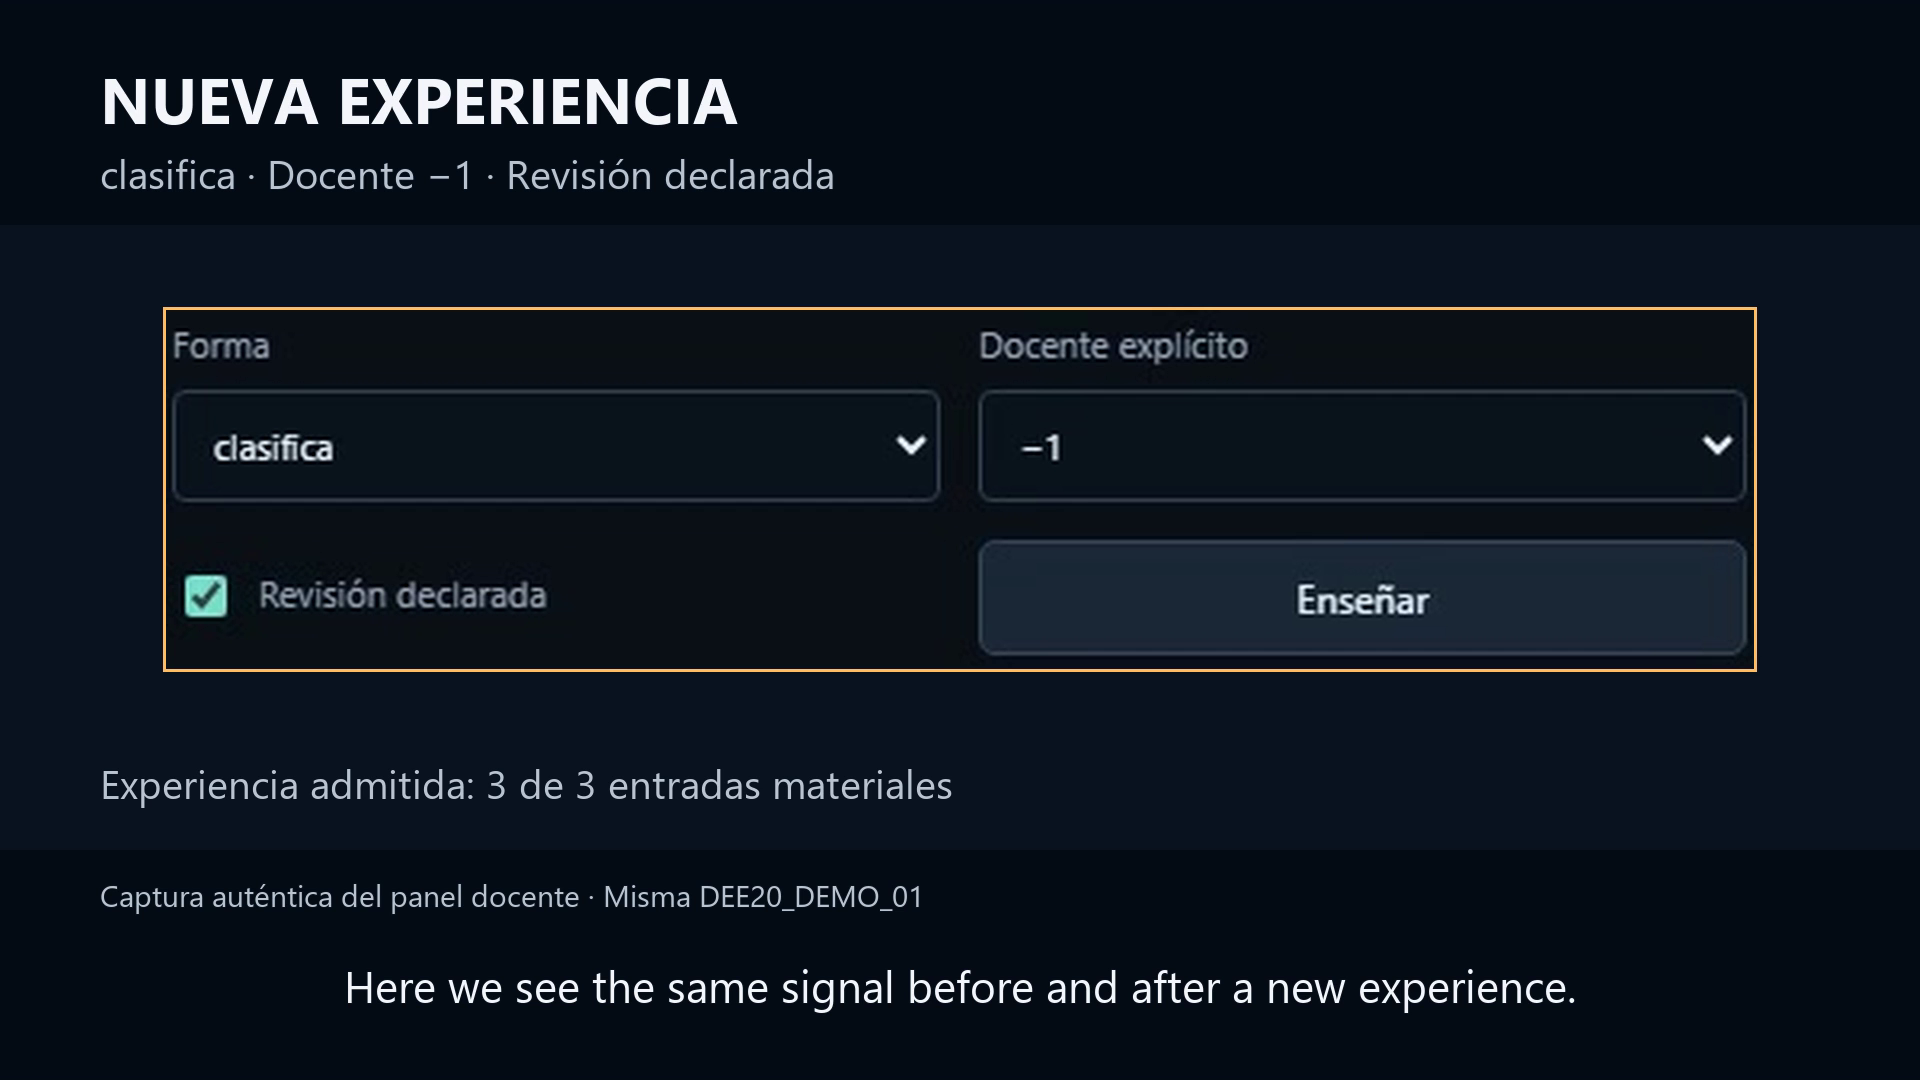 NUEVA EXPERIENCIA
clasifica · Docente −1 · Revisión declarada
Forma
Docente explícito
clasifica
−1
Revisión declarada
Enseñar
Experiencia admitida: 3 de 3 entradas materiales
Captura auténtica del panel docente · Misma DEE20_DEMO_01
Here we see the same signal before and after a new experience.